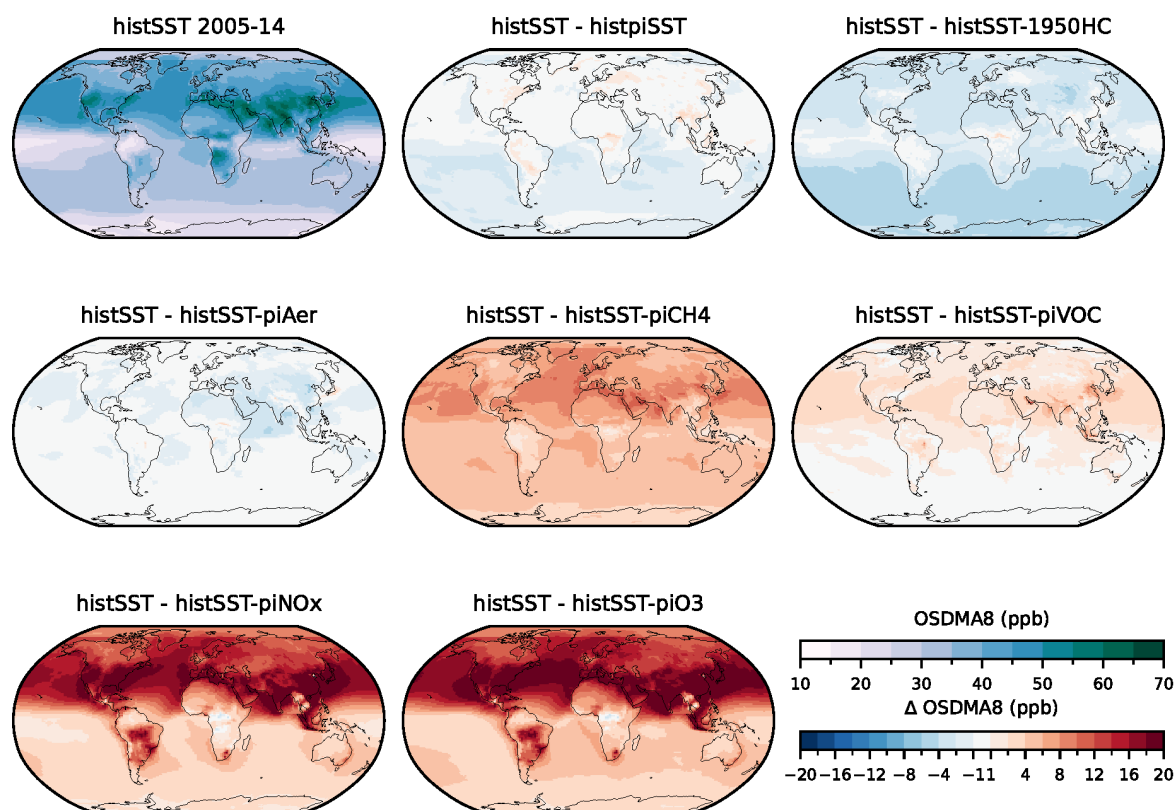 histSST 2005-14
histSST - histpiSST
histSST - histSST-1950HC
histSST - histSST-piAer
histSST - histSST-piCH4
histSST - histSST-piVOC
histSST - histSST-piNOx
histSST - histSST-piO3
OSDMA8 (ppb)
10 20 30 40 50 60 70
Δ OSDMA8 (ppb)
−20 −16 −12 −8 −4 −1 1 4 8 12 16 20